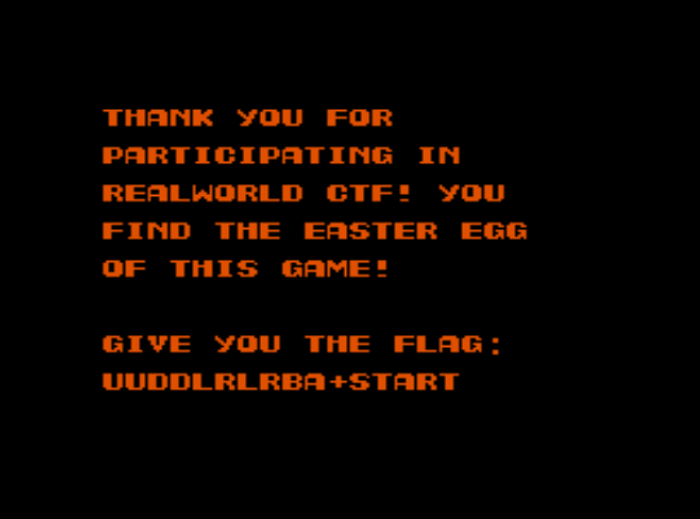 THANK YOU FOR
PARTICIPATING IN
REALWORLD CTF! YOU
FIND THE EASTER EGG
OF THIS GAME!
GIVE YOU THE FLAG:
UUDDLRLRBA+START